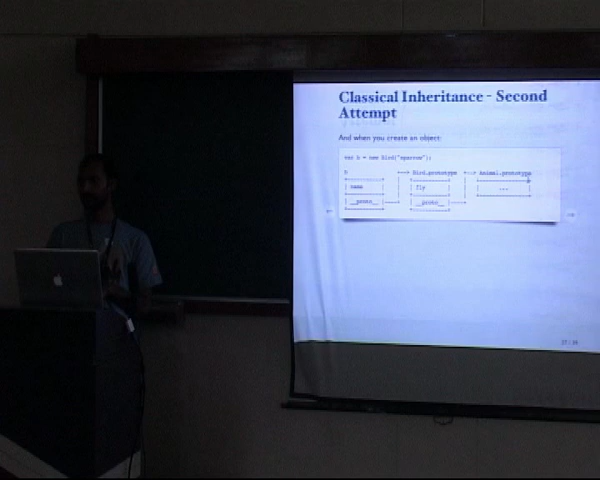 Classical Inheritance - Second
Attempt
And when you create an object:
var b = new Bird("sparrow");
b Bird.prototype Animal.prototype
name fly ...
__proto__ __proto__